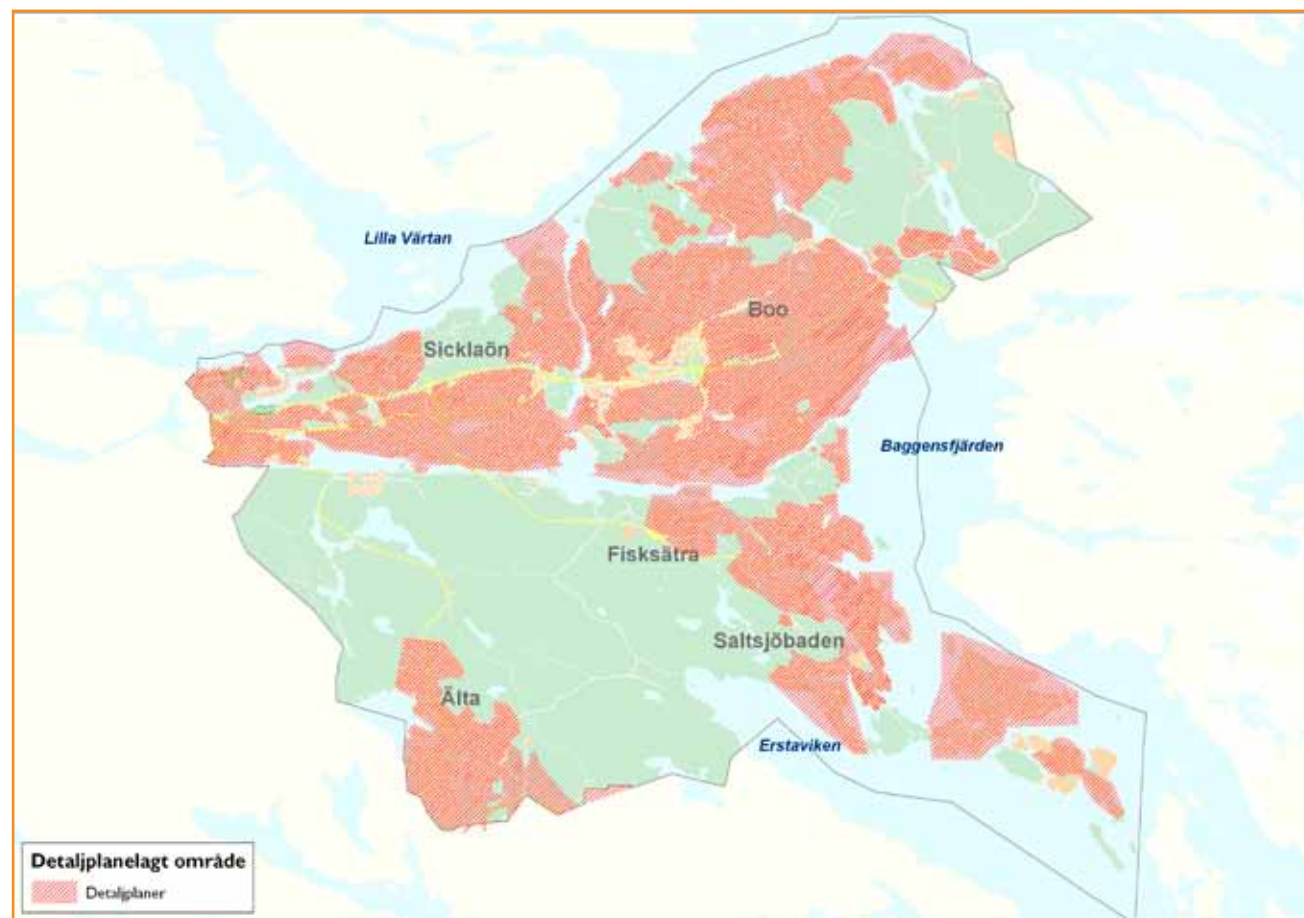 Lilla Värtan
Boo
Sicklaön
Baggensfjärden
Fisksätra
Saltsjöbaden
Älta
Erstaviken
Detaljplanelagt område
Detaljplaner